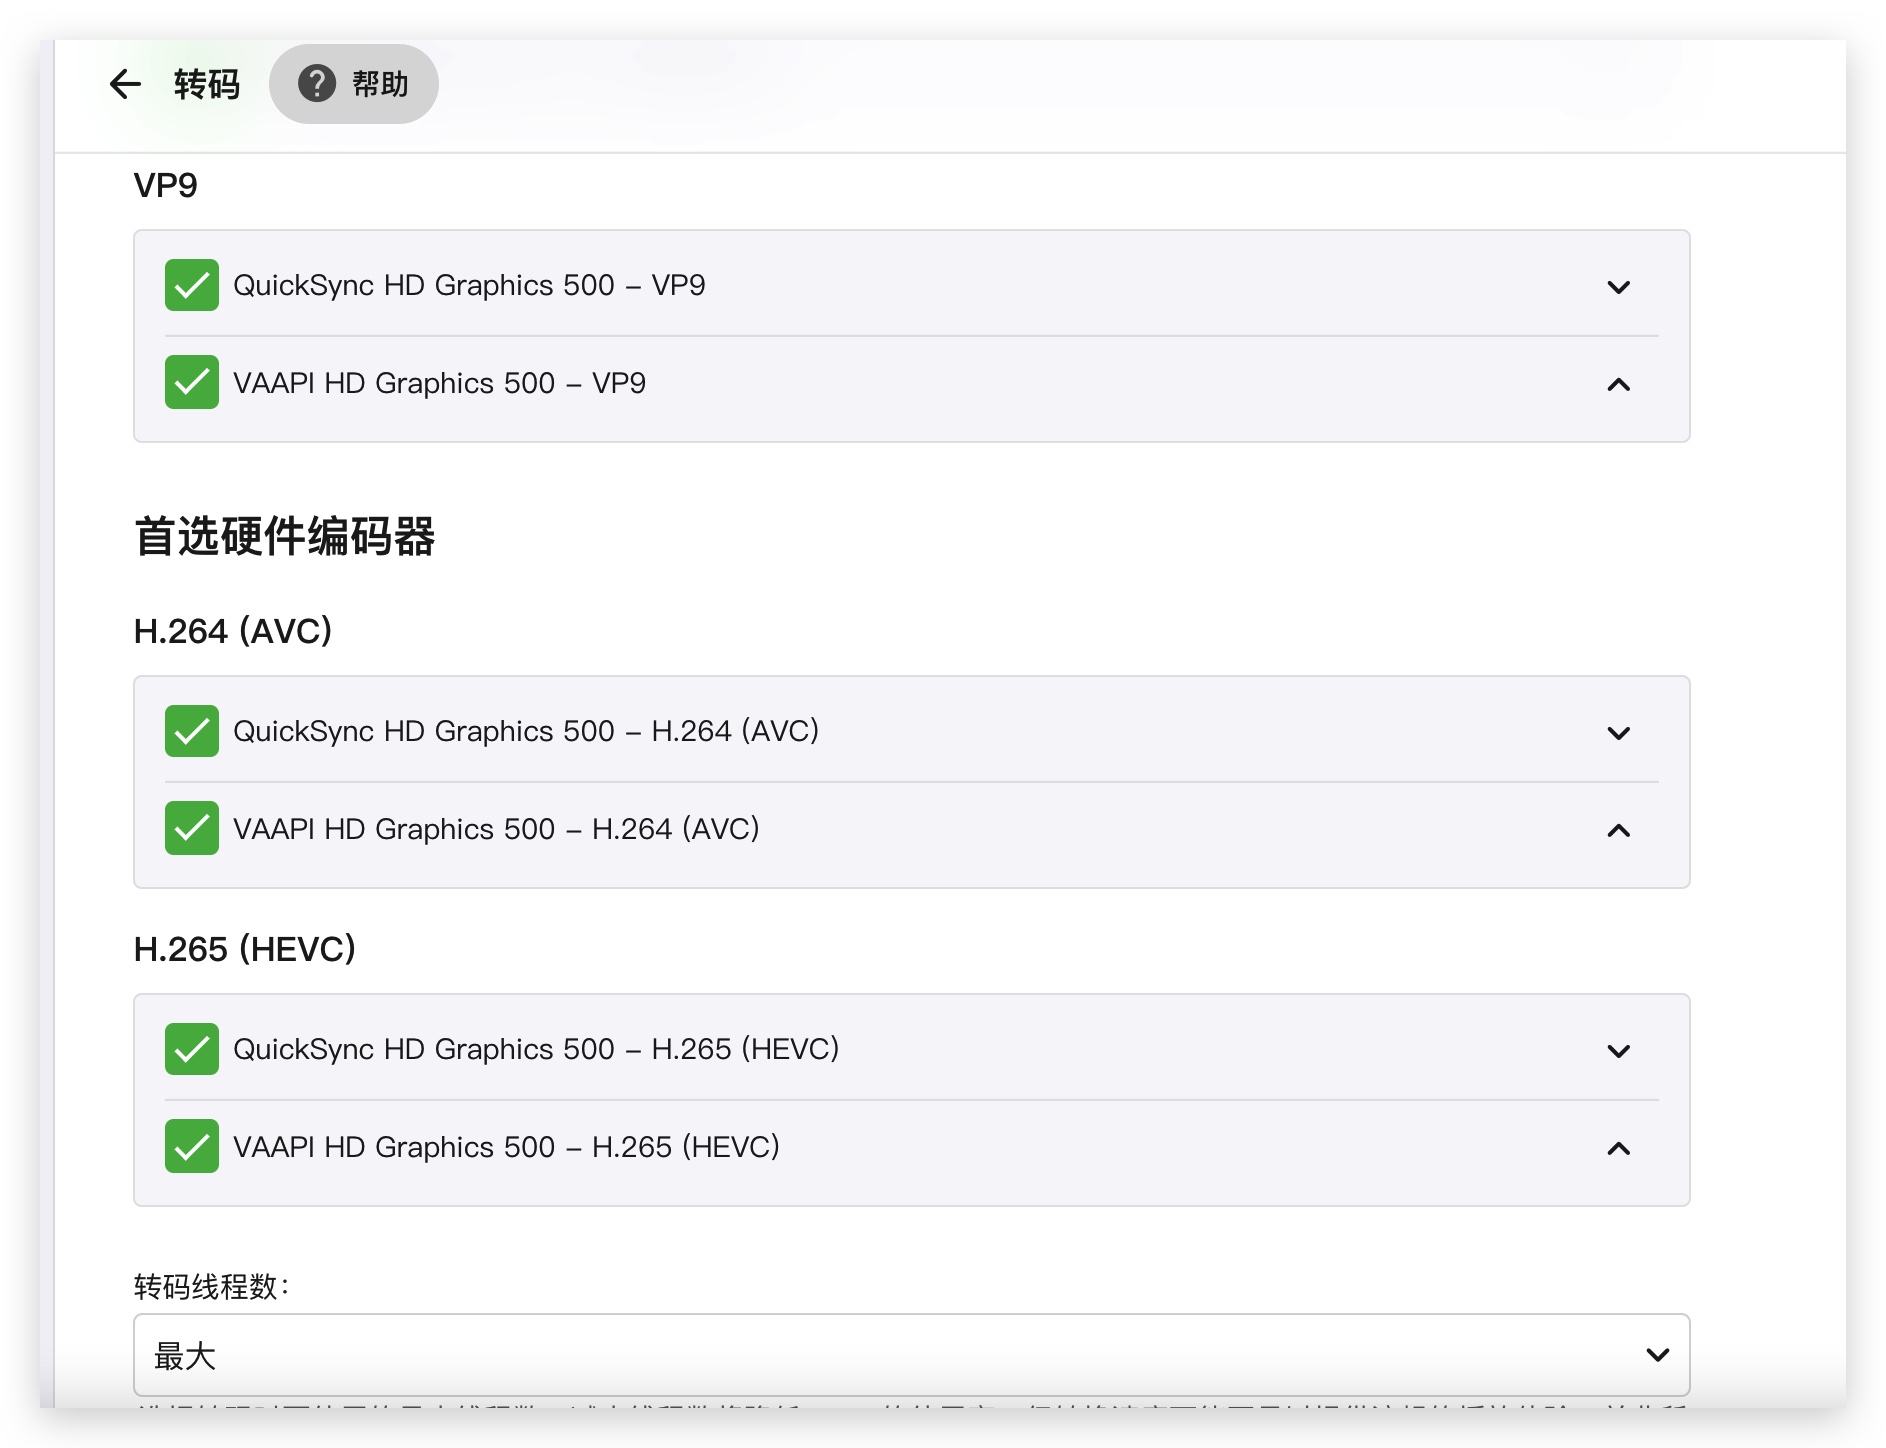 转码
帮助
VP9
QuickSync HD Graphics 500 – VP9
VAAPI HD Graphics 500 – VP9
首选硬件编码器
H.264 (AVC)
QuickSync HD Graphics 500 – H.264 (AVC)
VAAPI HD Graphics 500 – H.264 (AVC)
H.265 (HEVC)
QuickSync HD Graphics 500 – H.265 (HEVC)
VAAPI HD Graphics 500 – H.265 (HEVC)
转码线程数:
最大